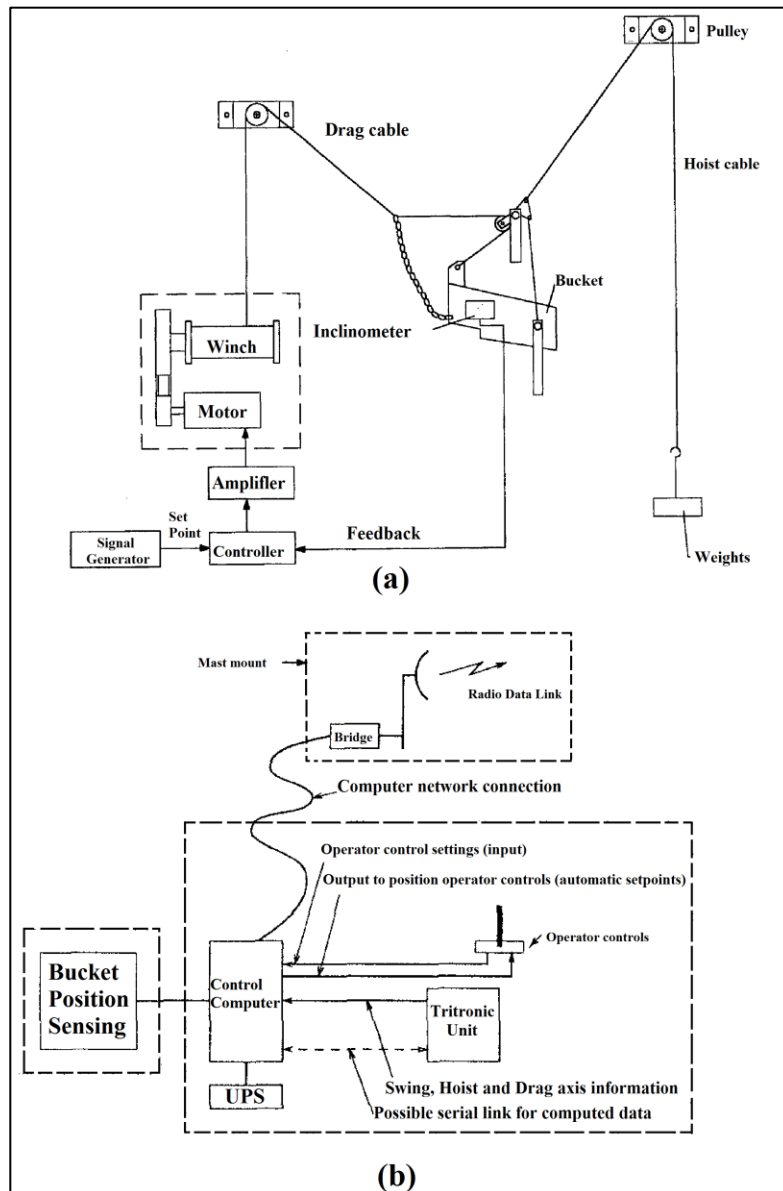 Pulley
Drag cable
Hoist cable
Bucket
Inclinometer
Winch
Motor
Amplifler
Set
Point
Signal
Generator
Controller
Feedback
(a)
Weights
Mast mount
Radio Data Link
Bridge
Computer network connection
Operator control settings (input)
Output to position operator controls (automatic setpoints)
Operator controls
Bucket
Position
Sensing
Control
Computer
Tritronic
Unit
UPS
Swing, Hoist and Drag axis information
Possible serial link for computed data
(b)